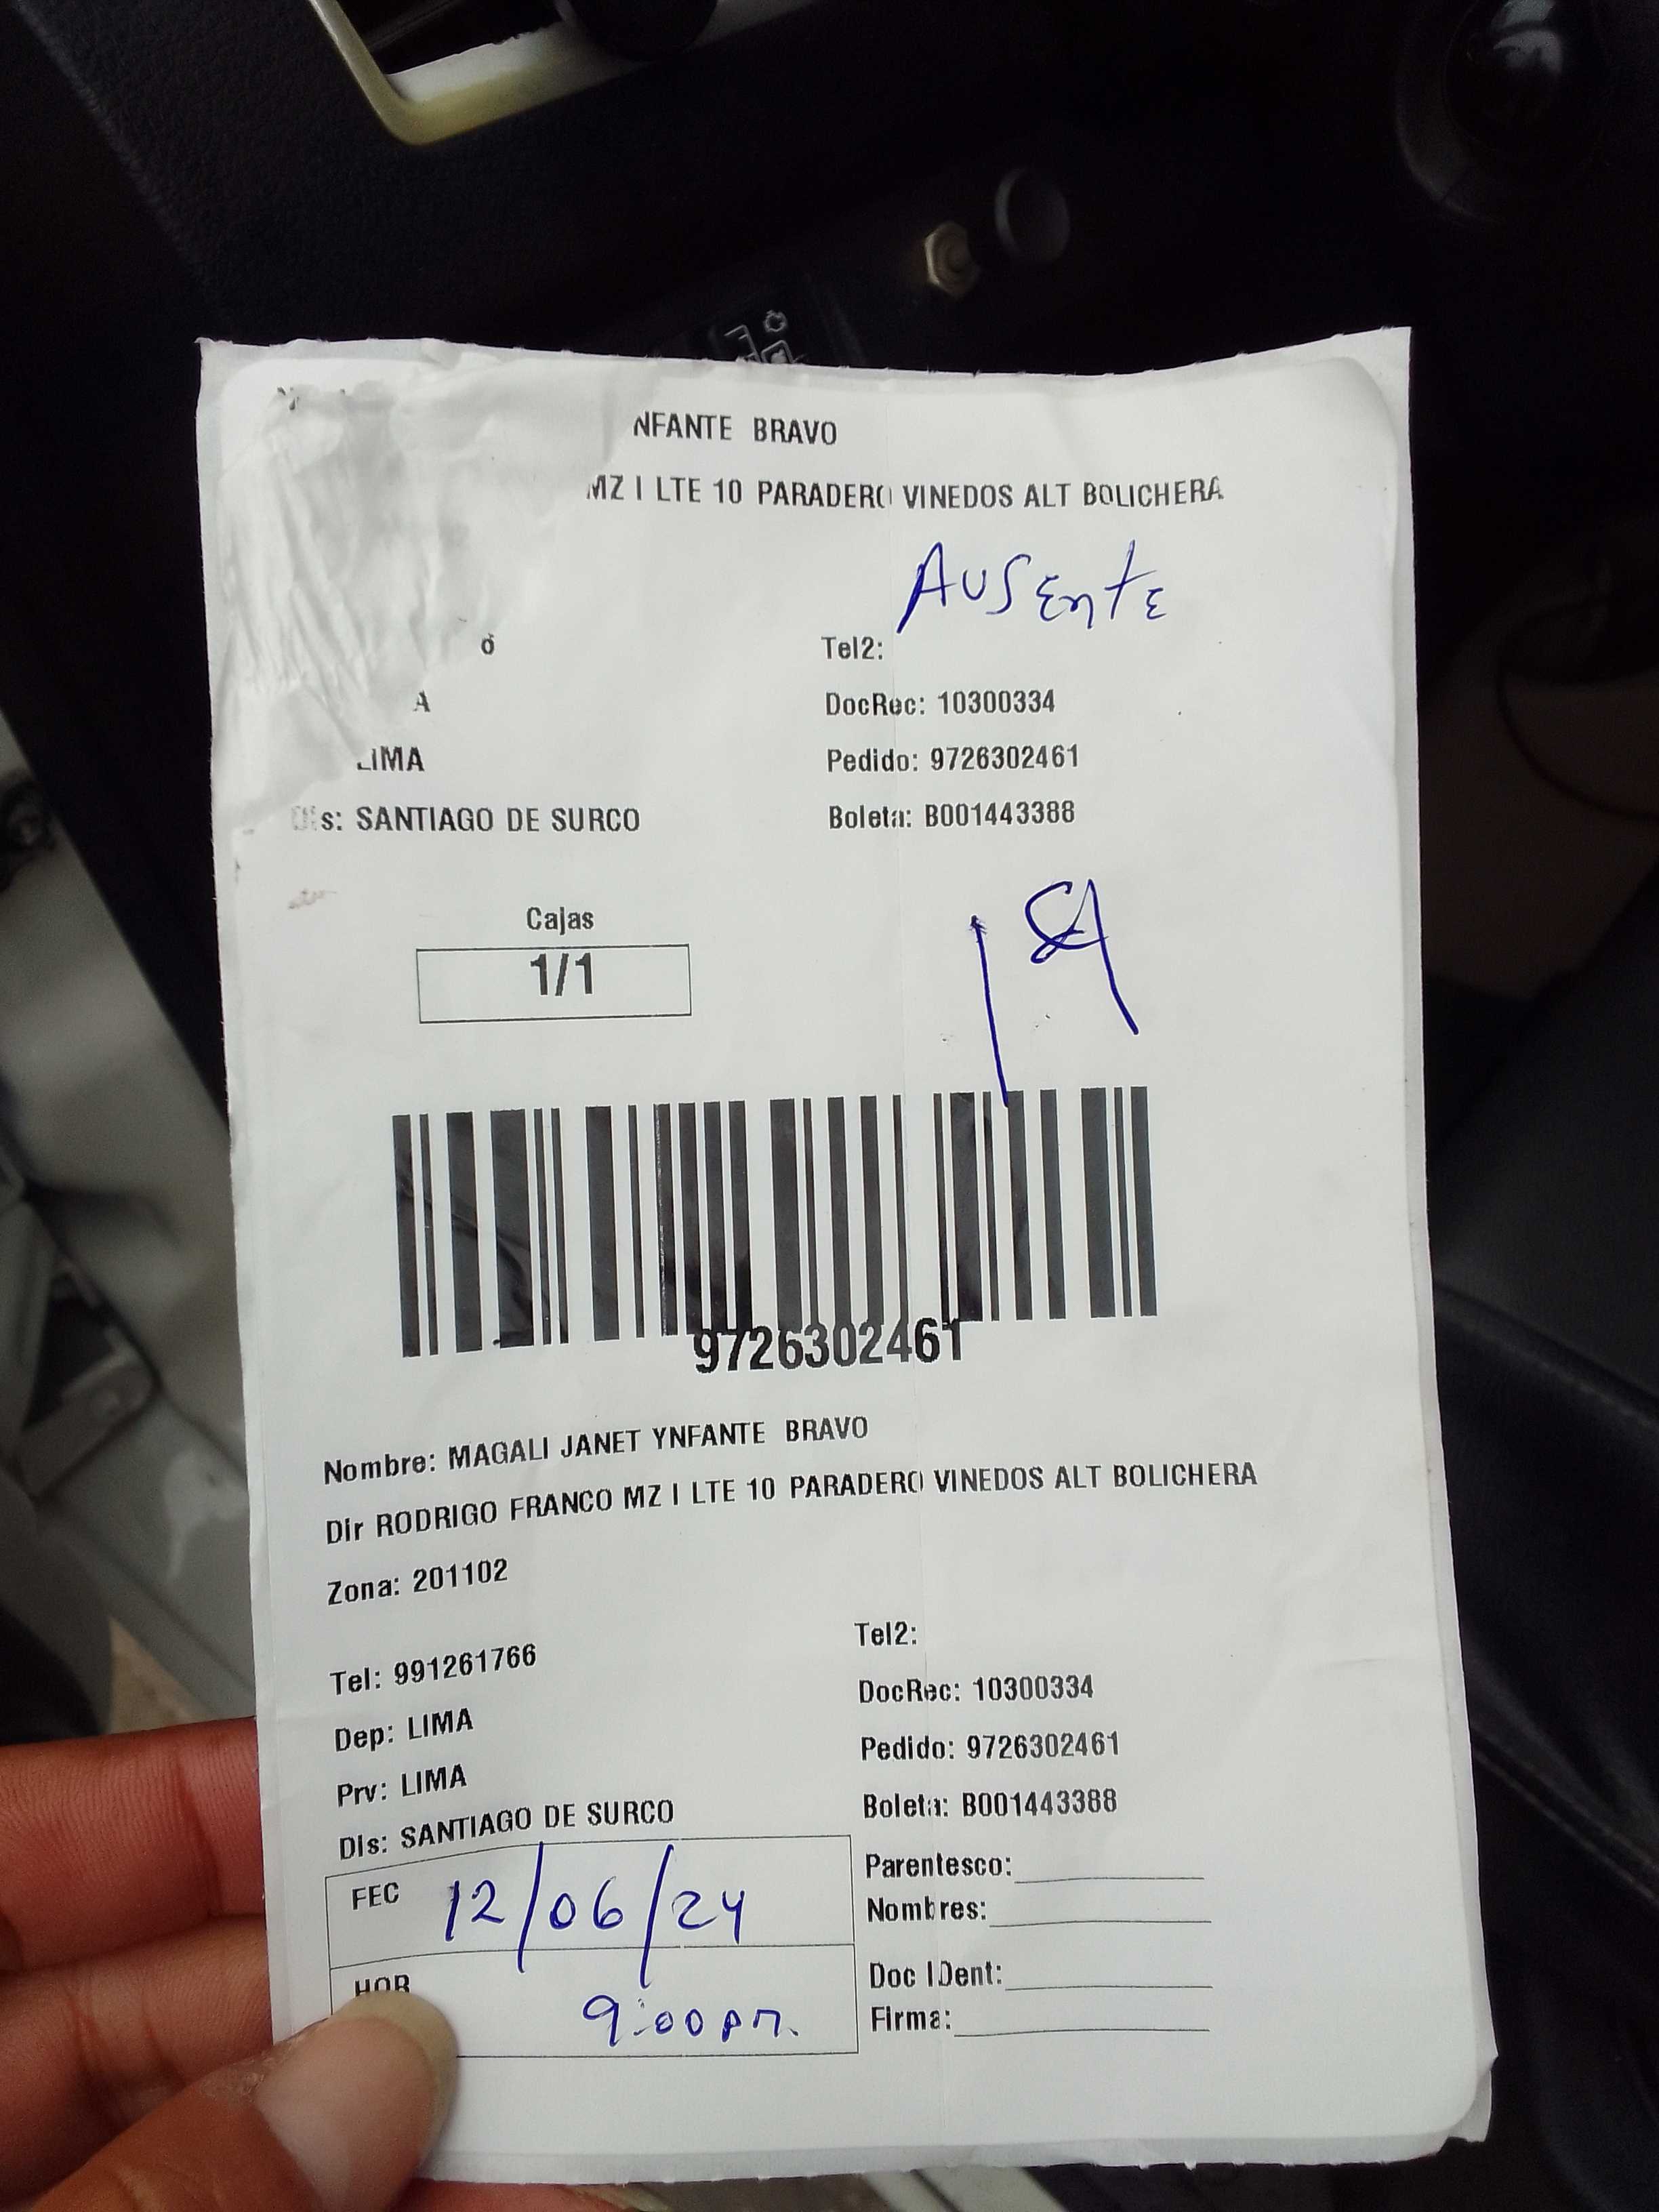 NFANTE BRAVO
MZ I LTE 10 PARADERO VINEDOS ALT BOLICHERA
Ausente
Tel2:
DocRec: 10300334
LIMA
Pedido: 9726302461
Dis: SANTIAGO DE SURCO
Boleta: B001443388
Cajas
1/1
9726302461
Nombre: MAGALI JANET YNFANTE BRAVO
Dir RODRIGO FRANCO MZ I LTE 10 PARADERO VINEDOS ALT BOLICHERA
Zona: 201102
Tel: 991261766
Tel2:
Dep: LIMA
DocRec: 10300334
Prv: LIMA
Pedido: 9726302461
Dis: SANTIAGO DE SURCO
Boleta: B001443388
FEC 12/06/24
Parentesco:
Nombres:
HOR 9:00pm.
Doc IDent:
Firma: